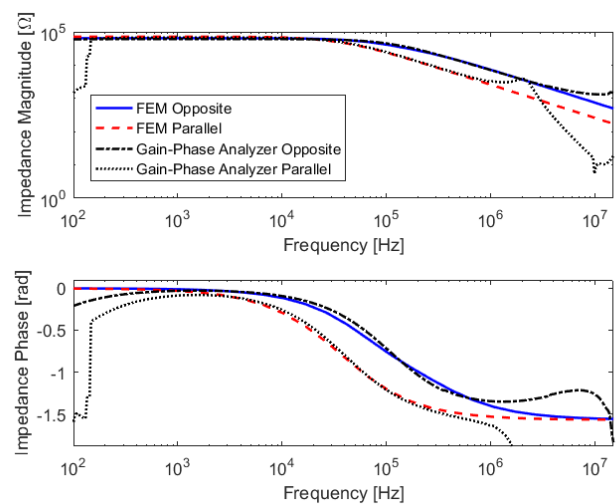 Impedance Magnitude [Ω]
10^5
10^0
FEM Opposite
FEM Parallel
Gain-Phase Analyzer Opposite
Gain-Phase Analyzer Parallel
10^2 10^3 10^4 10^5 10^6 10^7
Frequency [Hz]
Impedance Phase [rad]
0
-0.5
-1
-1.5
10^2 10^3 10^4 10^5 10^6 10^7
Frequency [Hz]